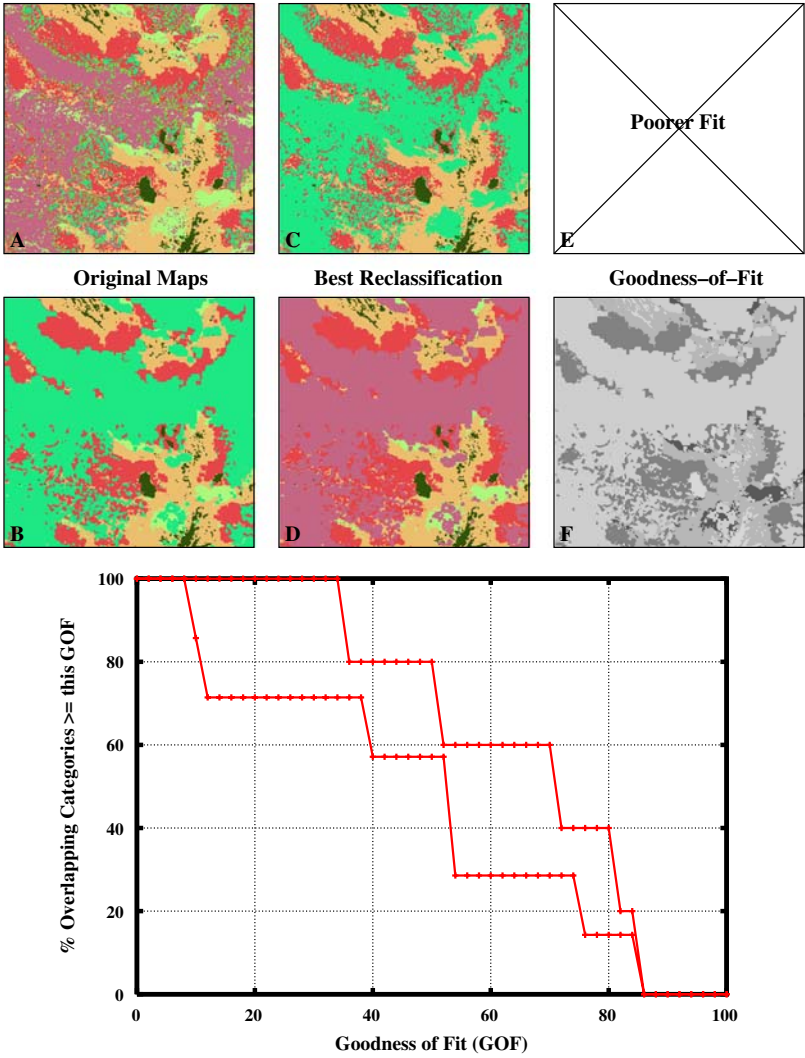 Poorer Fit
A
C
E
Original Maps
Best Reclassification
Goodness–of–Fit
B
D
F
% Overlapping Categories >= this GOF
100
80
60
40
20
0
0
20
40
60
80
100
Goodness of Fit (GOF)